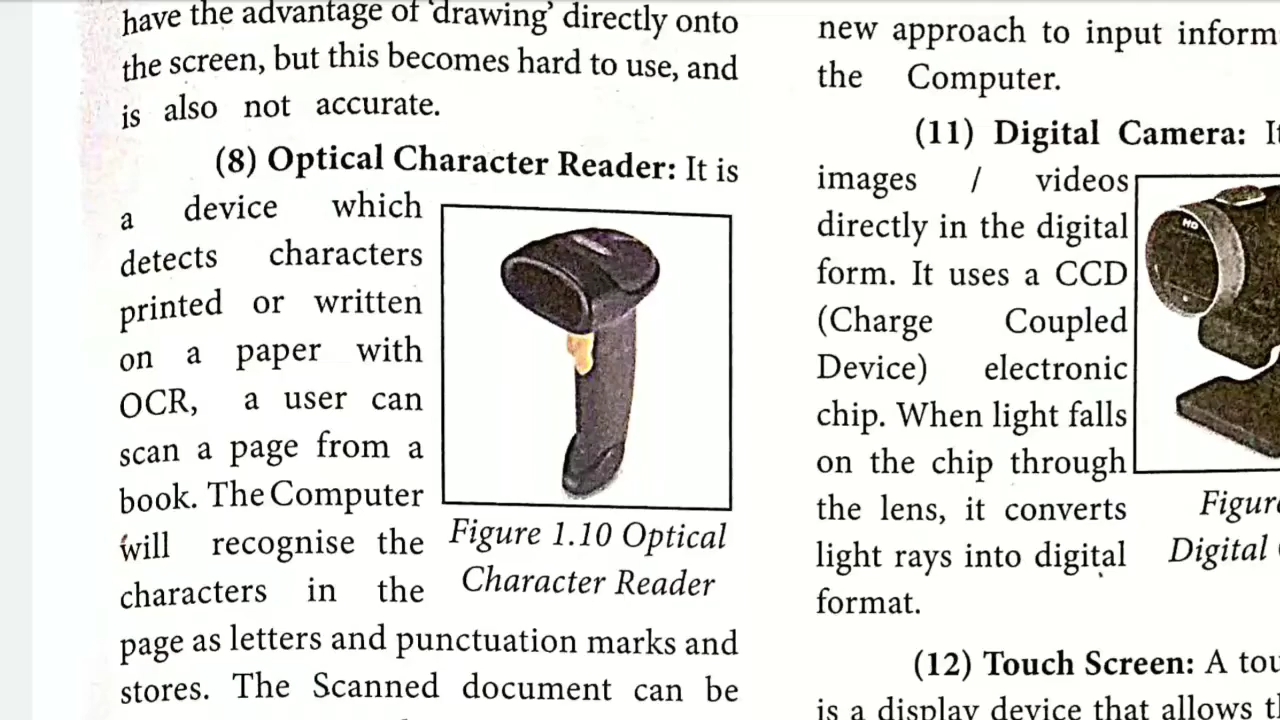 have the advantage of 'drawing' directly onto
the screen, but this becomes hard to use, and
is also not accurate.
(8) Optical Character Reader: It is
a device which
detects characters
printed or written
on a paper with
OCR, a user can
scan a page from a
book. The Computer
will recognise the
characters in the
page as letters and punctuation marks and
stores. The Scanned document can be
Figure 1.10 Optical
Character Reader
new approach to input inform
the Computer.
(11) Digital Camera: It
images / videos
directly in the digital
form. It uses a CCD
(Charge Coupled
Device) electronic
chip. When light falls
on the chip through
the lens, it converts
light rays into digital
format.
HD
Figure
Digital
(12) Touch Screen: A tou
is a display device that allows th